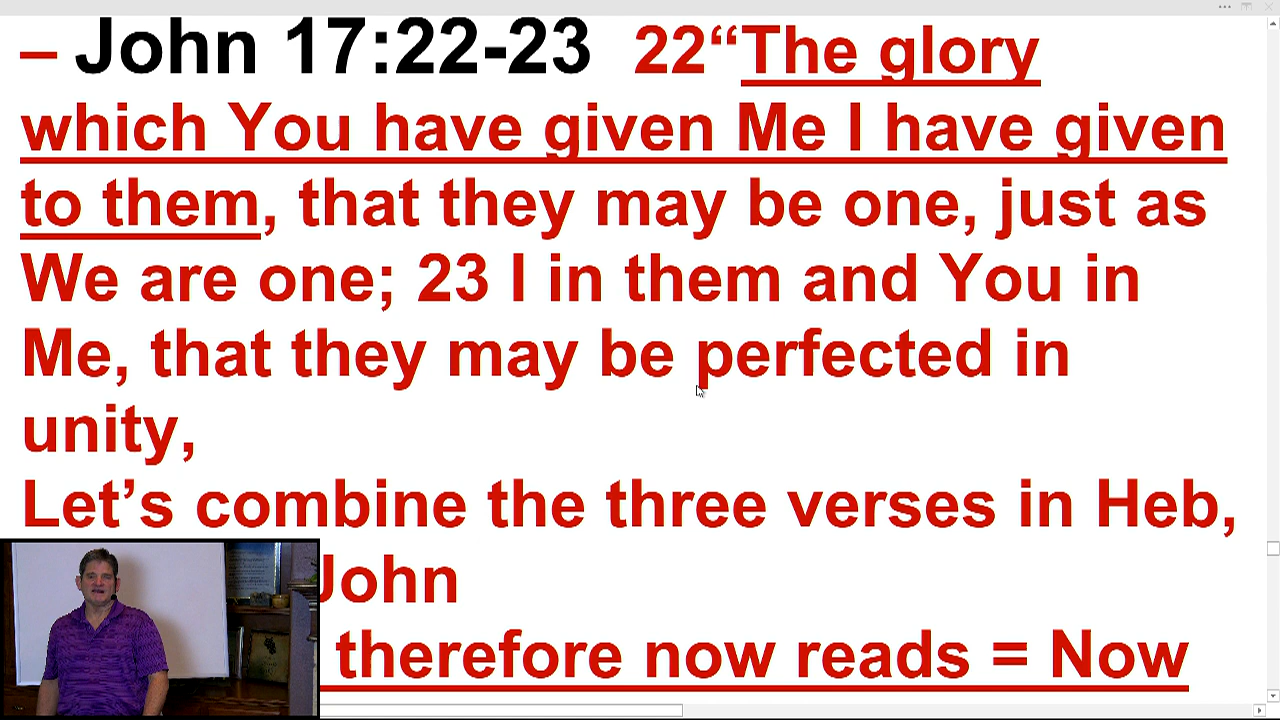 – John 17:22-23 22“The glory
which You have given Me I have given
to them, that they may be one, just as
We are one; 23 I in them and You in
Me, that they may be perfected in
unity,
Let’s combine the three verses in Heb,
John
therefore now reads = Now